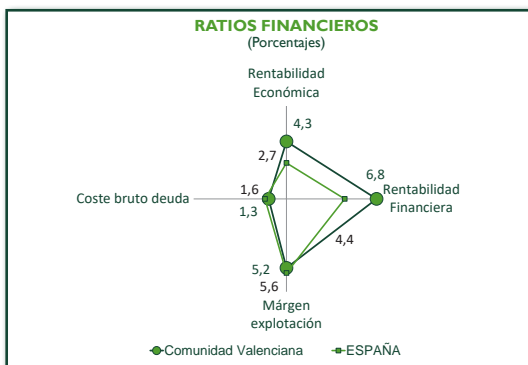 RATIOS FINANCIEROS
(Porcentajes)
Rentabilidad
Económica
4,3
2,7
6,8
Rentabilidad
Financiera
Coste bruto deuda
1,6
1,3
4,4
5,2
5,6
Márgen
explotación
Comunidad Valenciana
ESPAÑA